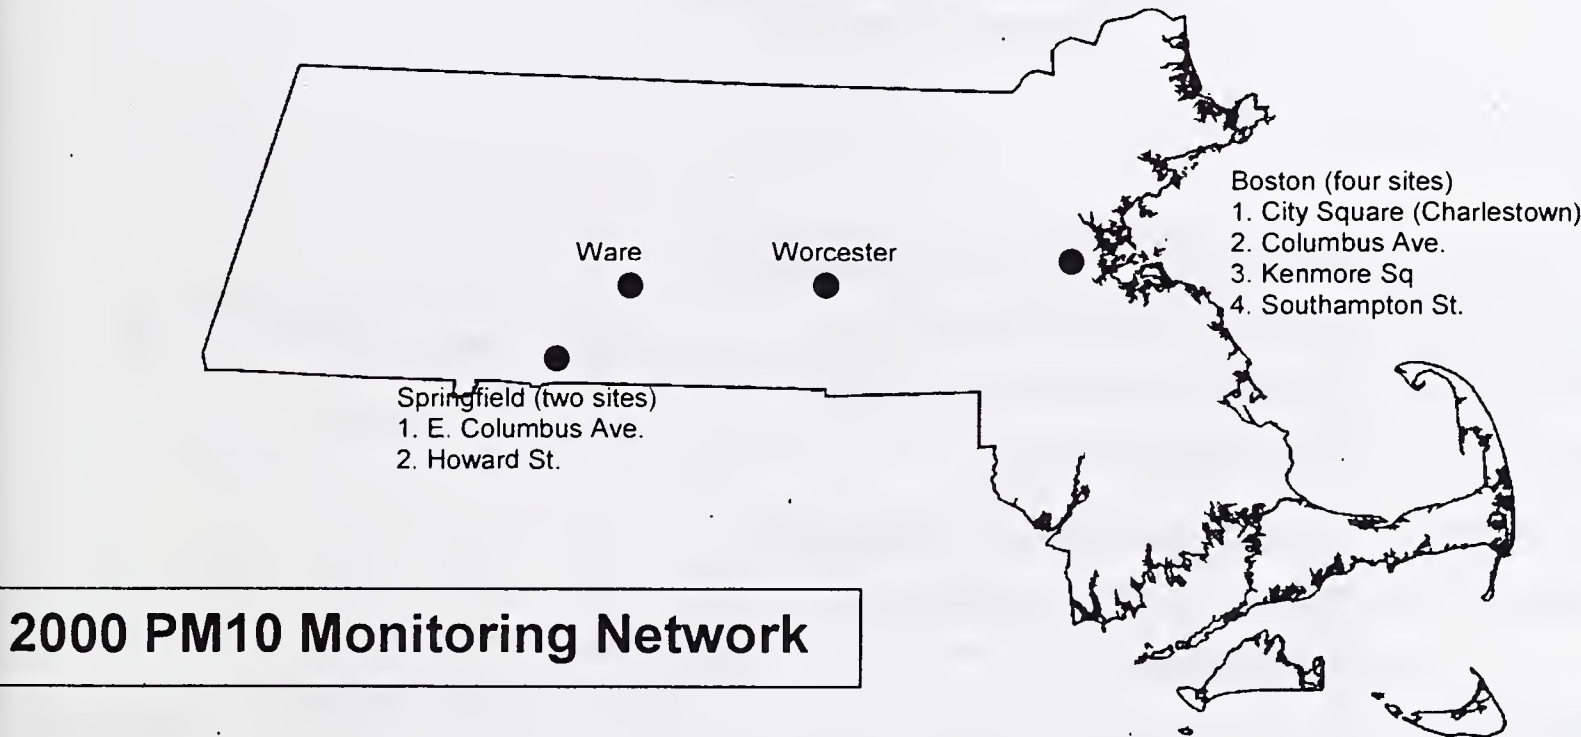 Boston (four sites)
1. City Square (Charlestown)
2. Columbus Ave.
3. Kenmore Sq
4. Southampton St.
Ware
Worcester
Springfield (two sites)
1. E. Columbus Ave.
2. Howard St.
2000 PM10 Monitoring Network